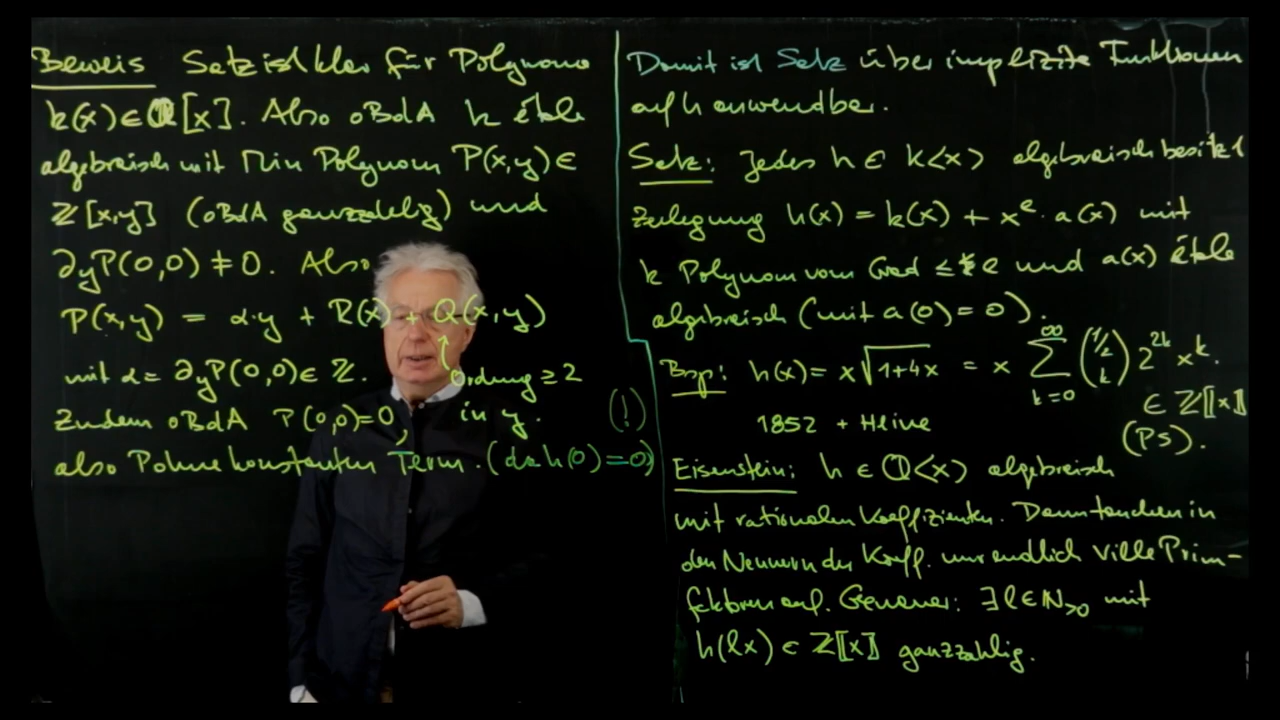 Beweis Satz ist klar für Polynome
k(x) ∈ Q[x]. Also oBdA h étale
algebraisch mit Min Polynom P(x,y) ∈
Z[x,y] (oBdA ganzzahlig) und
∂yP(0,0) ≠ 0. Also
P(x,y) = α·y + R(x) + Q(x,y)
mit α = ∂yP(0,0) ∈ Z.
Ordnung ≥ 2
in y.
Zudem oBdA P(0,0)=0,
also P ohne konstanten Term. (da h(0)=0)
(!)
Damit ist Satz über implizite Funktionen
auf h anwendbar.
Satz: Jedes h ∈ K<x> algebraisch besitzt
Zerlegung h(x) = k(x) + x^e · a(x) mit
k Polynom vom Grad ≤ e und a(x) étale
algebraisch (mit a(0)=0).
Bsp: h(x) = x√(1+4x) = x ∑_{k=0}^∞ (1/2 k) 2^{2k} x^k.
∈ Z[[x]]
1852 + Heine
(PS).
Eisenstein: h ∈ Q<x> algebraisch
mit rationalen Koeffizienten. Dann tauchen in
den Nennern der Koeff. nur endlich viele Prim-
faktoren auf. Genauer: ∃ l ∈ N_{>0} mit
h(lx) ∈ Z[[x]] ganzzahlig.